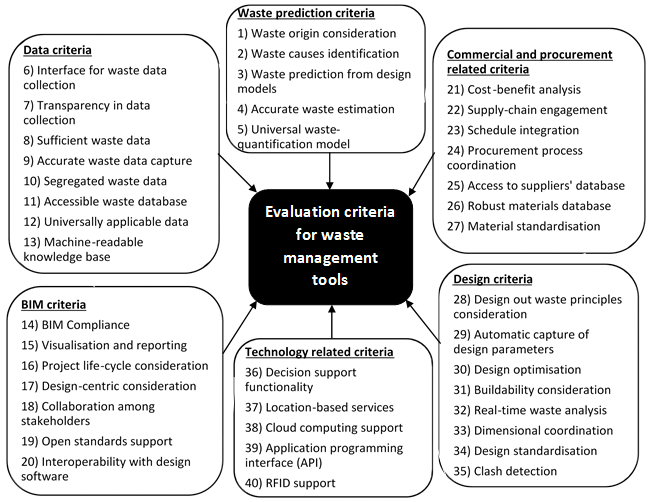 Waste prediction criteria
1) Waste origin consideration
2) Waste causes identification
3) Waste prediction from design
models
4) Accurate waste estimation
5) Universal waste-
quantification model
Data criteria
6) Interface for waste data
collection
7) Transparency in data
collection
8) Sufficient waste data
9) Accurate waste data capture
10) Segregated waste data
11) Accessible waste database
12) Universally applicable data
13) Machine-readable
knowledge base
Commercial and procurement
related criteria
21) Cost-benefit analysis
22) Supply-chain engagement
23) Schedule integration
24) Procurement process
coordination
25) Access to suppliers' database
26) Robust materials database
27) Material standardisation
Evaluation criteria
for waste
management
tools
BIM criteria
14) BIM Compliance
15) Visualisation and reporting
16) Project life-cycle consideration
17) Design-centric consideration
18) Collaboration among
stakeholders
19) Open standards support
20) Interoperability with design
software
Technology related criteria
36) Decision support
functionality
37) Location-based services
38) Cloud computing support
39) Application programming
interface (API)
40) RFID support
Design criteria
28) Design out waste principles
consideration
29) Automatic capture of
design parameters
30) Design optimisation
31) Buildability consideration
32) Real-time waste analysis
33) Dimensional coordination
34) Design standardisation
35) Clash detection